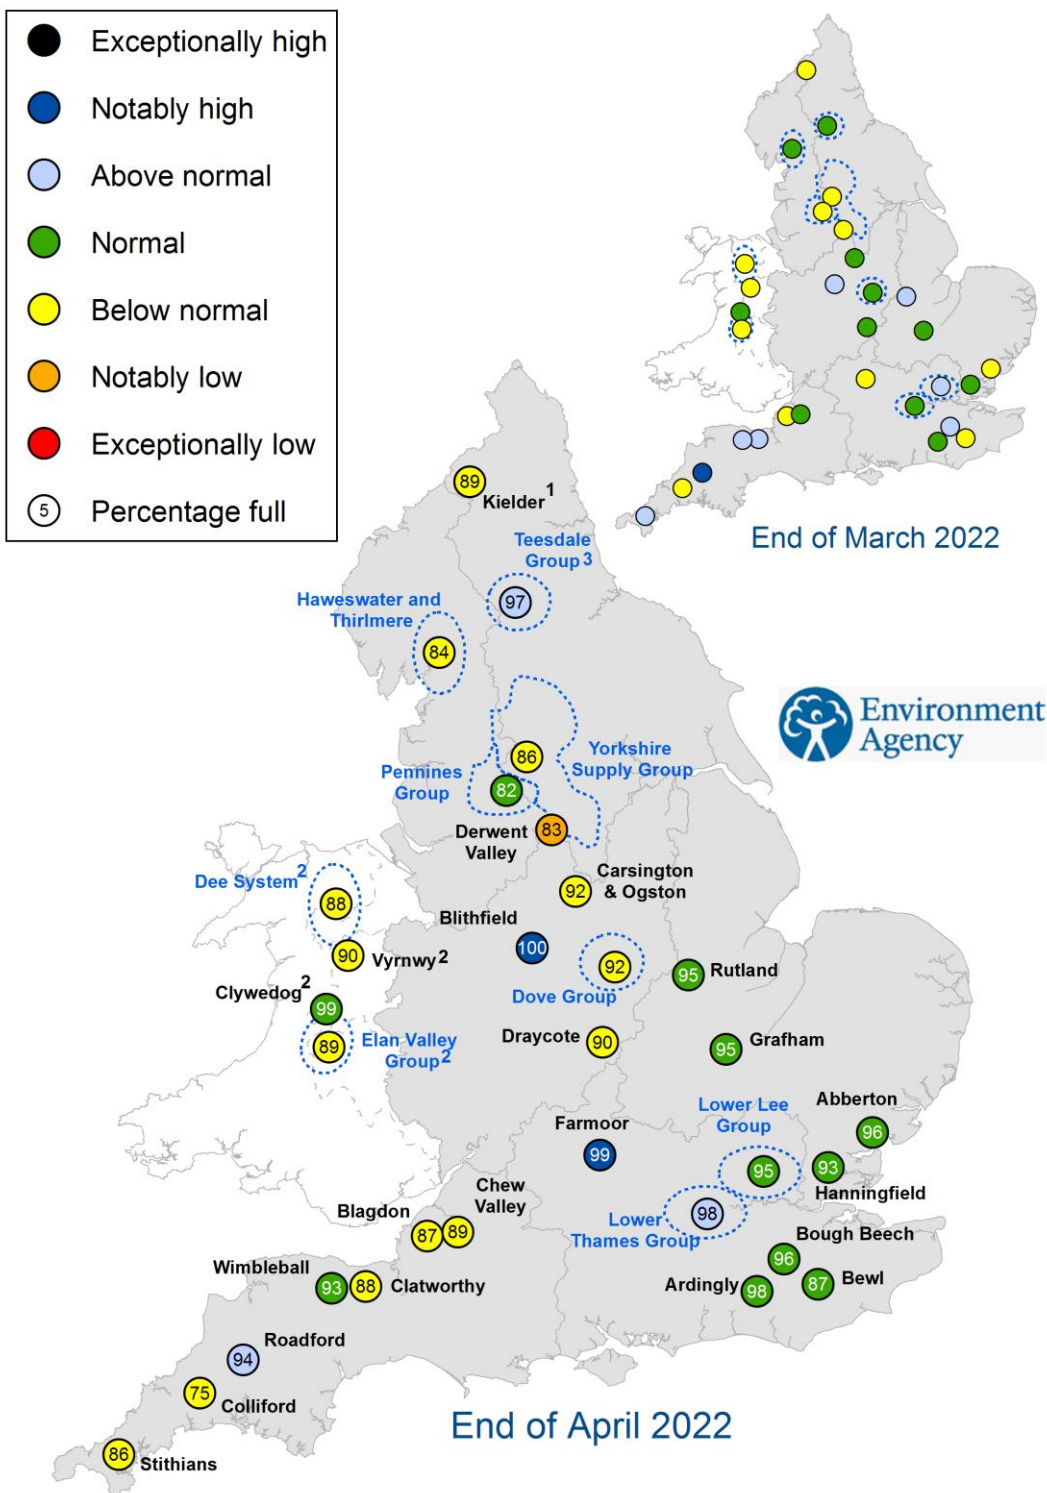 Exceptionally high
Notably high
Above normal
Normal
Below normal
Notably low
Exceptionally low
5 Percentage full
End of March 2022
89
Kielder1
Teesdale
Group3
97
Haweswater and
Thirlmere
84
Environment
Agency
86
Yorkshire
Supply Group
Pennines
Group
82
Derwent
Valley
83
Carsington
& Ogston
92
Dee System2
88
Blithfield
100
90
Vyrnwy2
92
Dove Group
95
Rutland
Clywedog2
99
89
Elan Valley
Group2
Draycote
90
95
Grafham
Abberton
96
Lower Lee
Group
95
Farmoor
99
93
Hanningfield
Chew
Valley
Blagdon
87
89
98
Lower
Thames Group
Bough Beech
96
Wimbleball
93
88
Clatworthy
Ardingly
98
87
Bewl
Roadford
94
75
Colliford
End of April 2022
86
Stithians